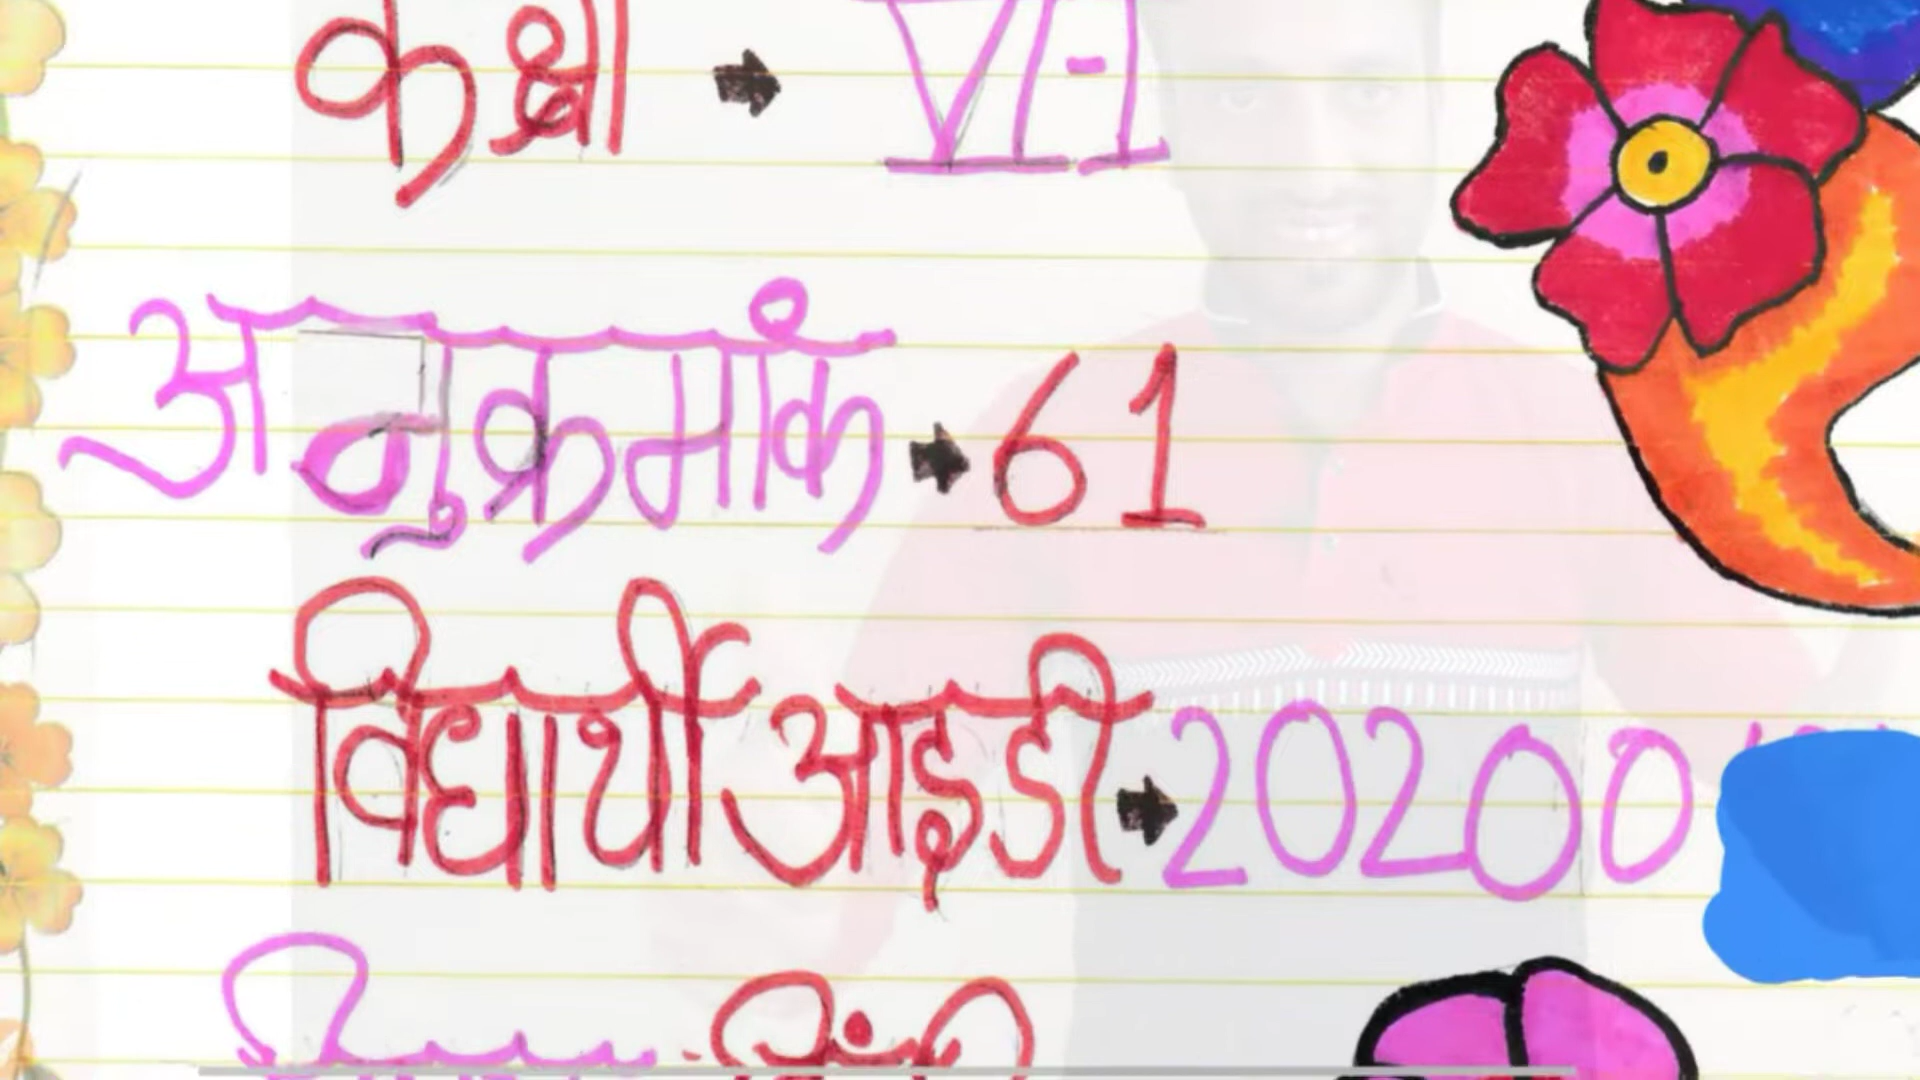 कक्षा → VI-I
अनुक्रमांक → 61
विद्यार्थी आइडी → 20200